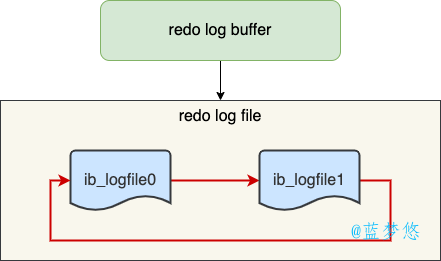 redo log buffer
redo log file
ib_logfile0
ib_logfile1
@蓝梦悠